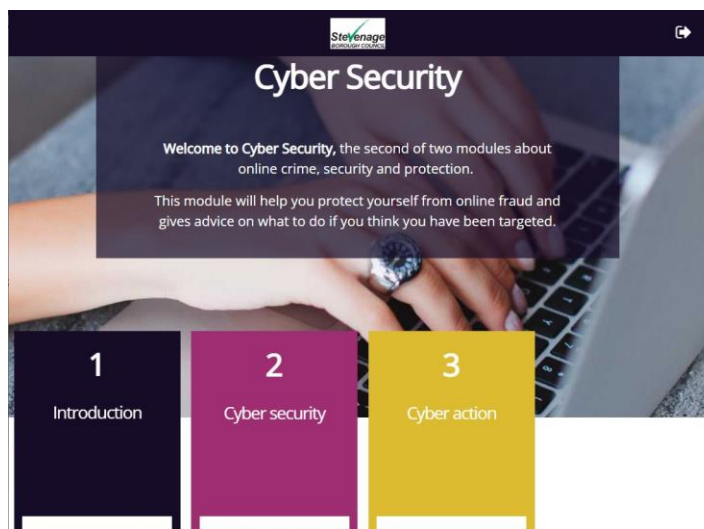 Stevenage
BOROUGH COUNCIL
Cyber Security
Welcome to Cyber Security, the second of two modules about
online crime, security and protection.
This module will help you protect yourself from online fraud and
gives advice on what to do if you think you have been targeted.
1
Introduction
2
Cyber security
3
Cyber action